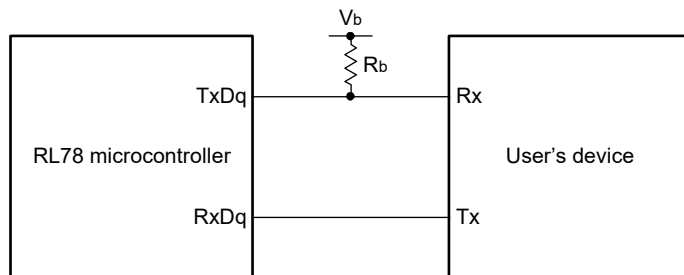 Vb
Rb
TxDq Rx
RL78 microcontroller User's device
RxDq Tx